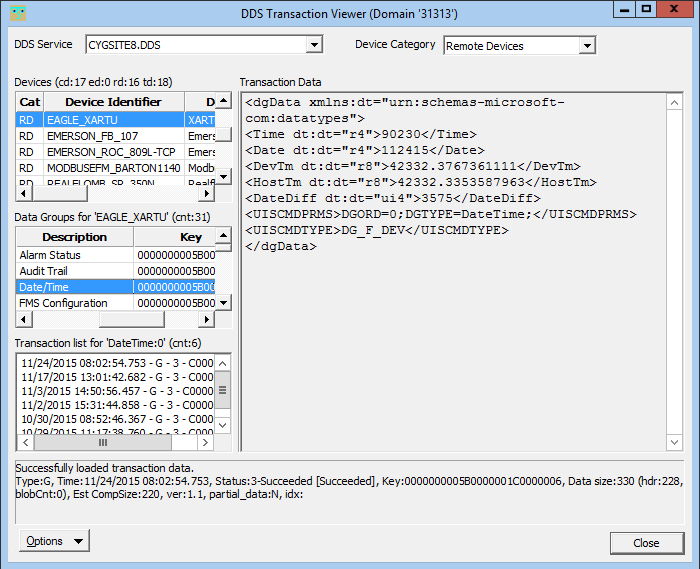 DDS Transaction Viewer (Domain '31313')
DDS Service CYGSITE8.DDS Device Category Remote Devices
Devices (cd:17 ed:0 rd:16 td:18)
Cat Device Identifier D
RD EAGLE_XARTU XART
RD EMERSON_FB_107 Emers
RD EMERSON_ROC_809L-TCP Emers
RD MODBUSEFM_BARTON1140 Modb
RD REALFLOMB_SP_350N Realfl
Data Groups for 'EAGLE_XARTU' (cnt:31)
Description Key
Alarm Status 0000000005B00
Audit Trail 0000000005B00
Date/Time 0000000005B00
FMS Configuration 0000000005B00
Transaction list for 'DateTime:0' (cnt:6)
11/24/2015 08:02:54.753 - G - 3 - C0000
11/17/2015 13:01:42.682 - G - 3 - C0000
11/3/2015 14:50:56.457 - G - 3 - C0000
11/2/2015 15:31:44.858 - G - 3 - C0000
10/30/2015 08:52:46.367 - G - 3 - C000
10/29/2015 11:17:38.760 - G - 3 - C000
Transaction Data
<dgData xmlns:dt="urn:schemas-microsoft-
com:datatypes">
<Time dt:dt="r4">90230</Time>
<Date dt:dt="r4">112415</Date>
<DevTm dt:dt="r8">42332.3767361111</DevTm>
<HostTm dt:dt="r8">42332.3353587963</HostTm>
<DateDiff dt:dt="ui4">3575</DateDiff>
<UISCMDPRMS>DGORD=0;DGTYPE=DateTime;</UISCMDPRMS>
<UISCMDTYPE>DG_F_DEV</UISCMDTYPE>
</dgData>
Successfully loaded transaction data.
Type:G, Time:11/24/2015 08:02:54.753, Status:3-Succeeded [Succeeded], Key:0000000005B0000001C0000006, Data size:330 (hdr:228,
blobCnt:0), Est CompSize:220, ver:1.1, partial_data:N, idx:
Options Close